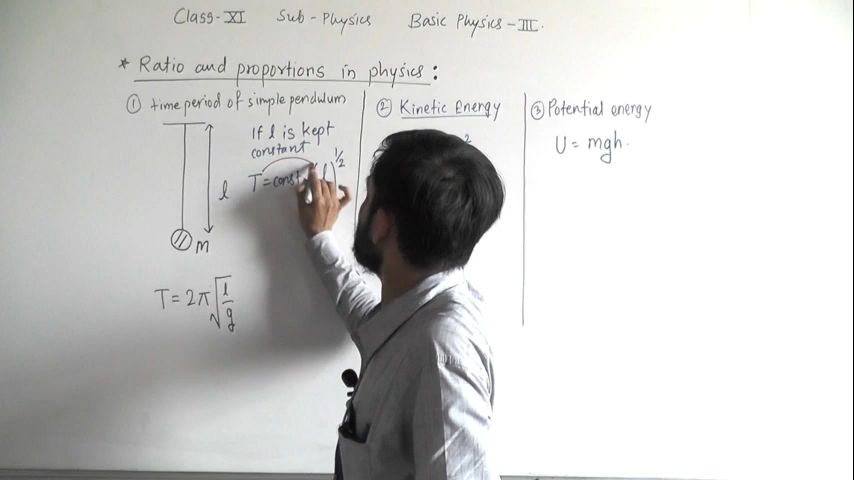 Class-XI Sub-Physics Basic Physics-III.
* Ratio and proportions in physics:
① time period of simple pendulum
If l is kept
constant
T = const (l)^1/2
l
m
T = 2π√(l/g)
② Kinetic Energy
2
③ Potential energy
U = mgh.